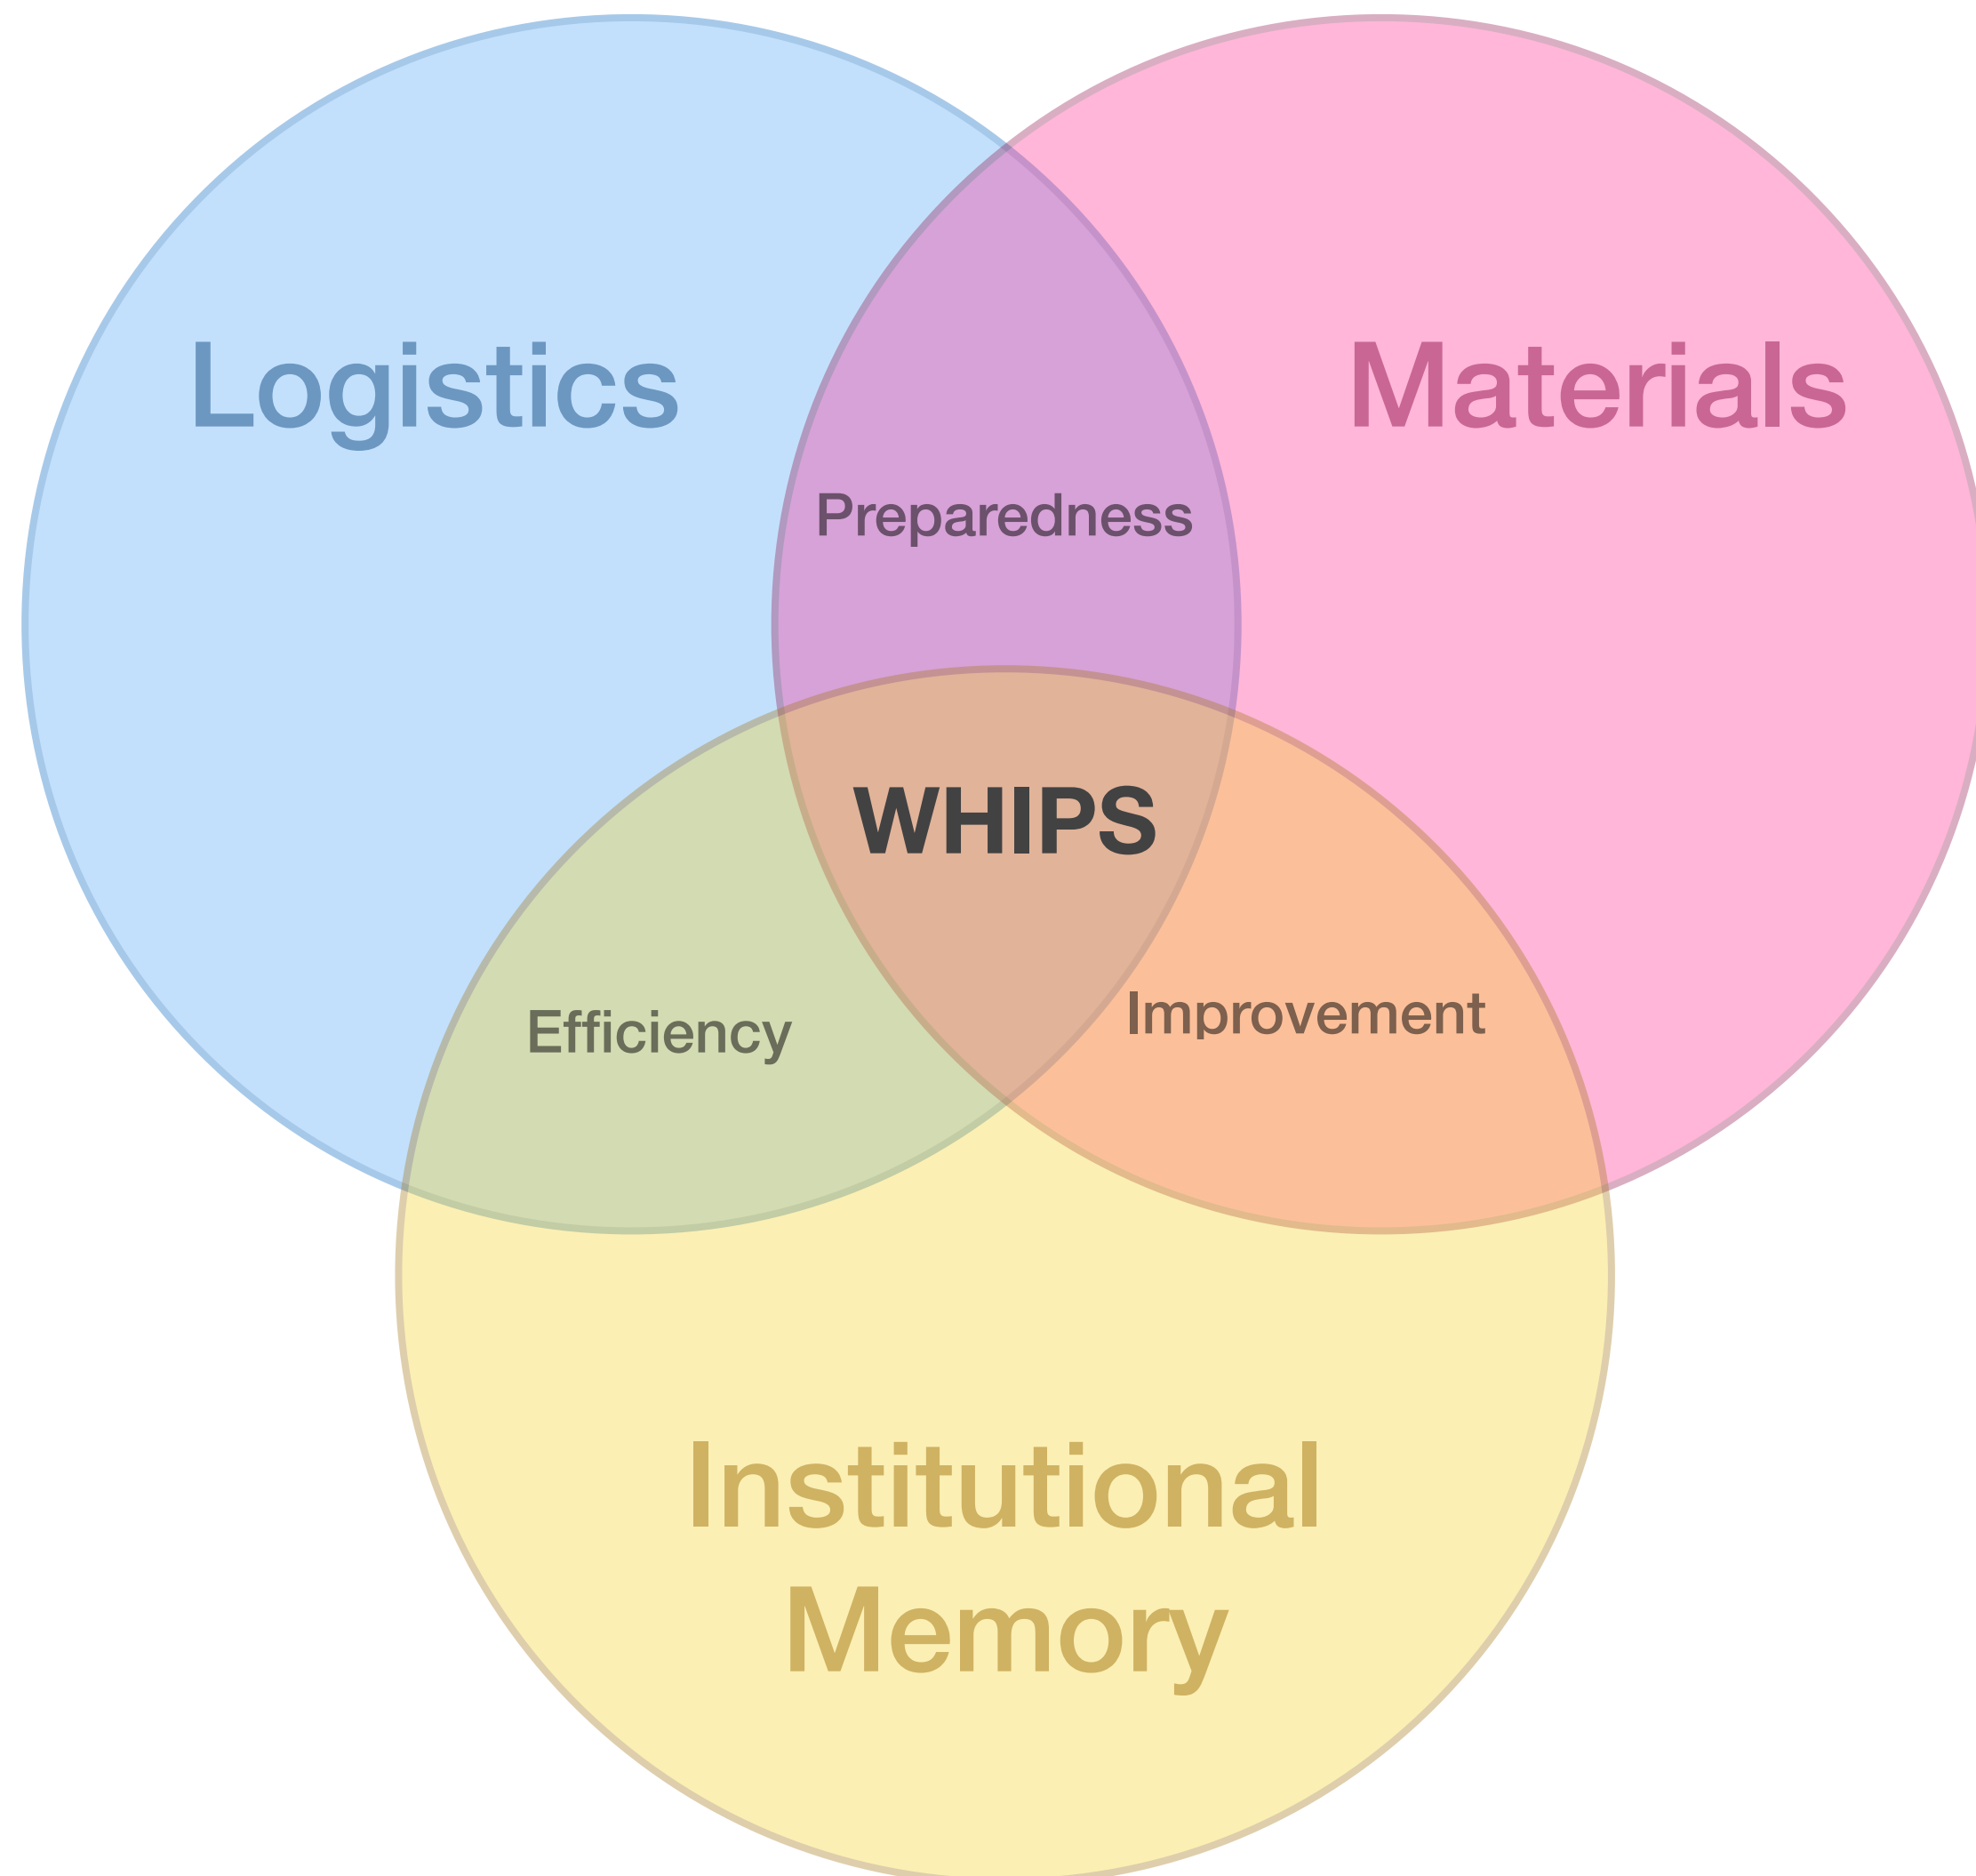 Logistics
Materials
Preparedness
WHIPS
Efficiency
Improvement
Institutional
Memory